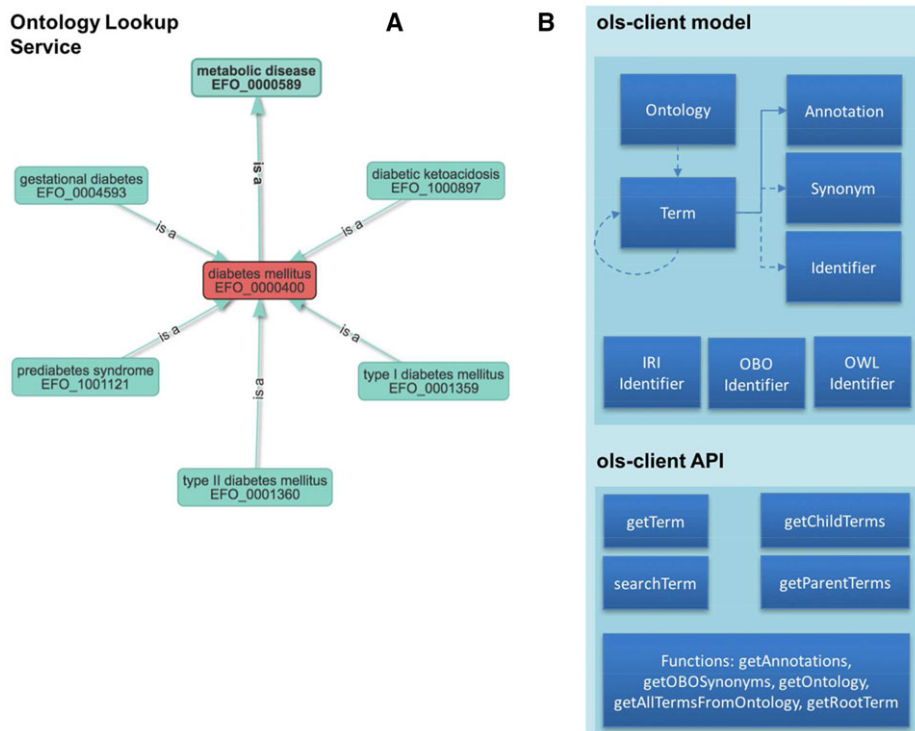 Ontology Lookup
Service
A
metabolic disease
EFO_0000589
is a
gestational diabetes
EFO_0004593
is a
diabetic ketoacidosis
EFO_1000897
is a
diabetes mellitus
EFO_0000400
prediabetes syndrome
EFO_1001121
is a
is a
type I diabetes mellitus
EFO_0001359
is a
type II diabetes mellitus
EFO_0001360
B
ols-client model
Ontology
Annotation
Term
Synonym
Identifier
IRI
Identifier
OBO
Identifier
OWL
Identifier
ols-client API
getTerm
getChildTerms
searchTerm
getParentTerms
Functions: getAnnotations,
getOBOSynonyms, getOntology,
getAllTermsFromOntology, getRootTerm